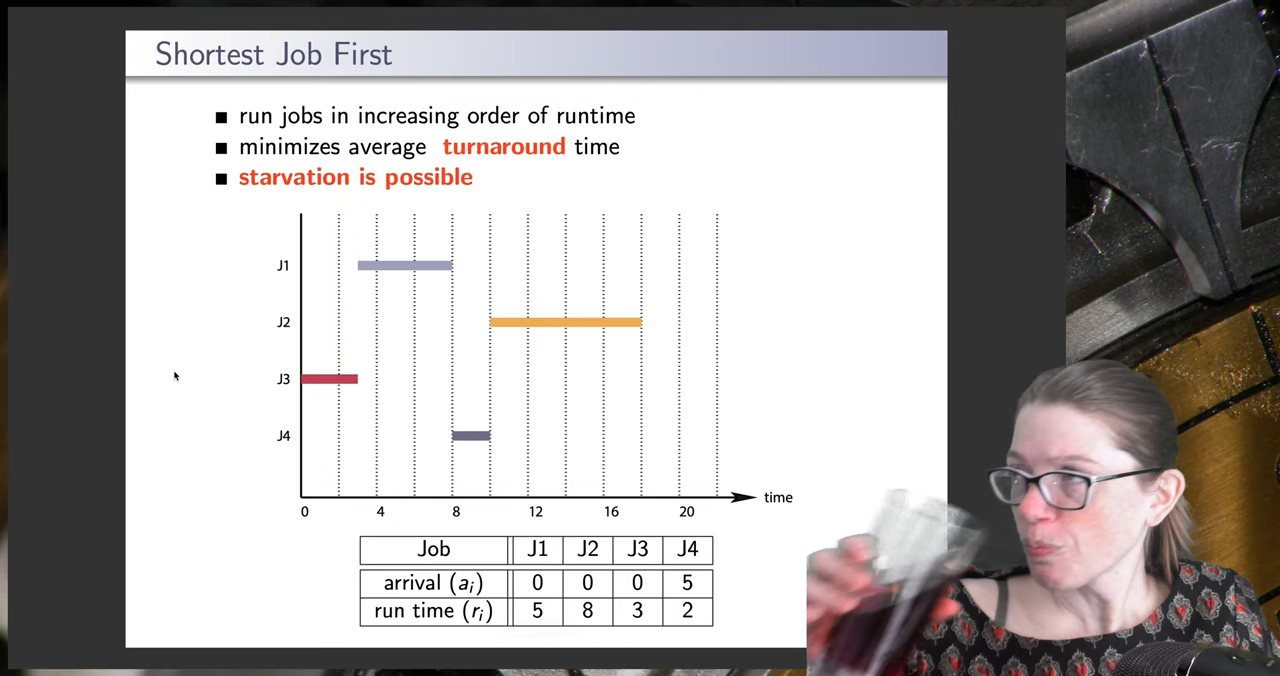 Shortest Job First
■ run jobs in increasing order of runtime
■ minimizes average turnaround time
■ starvation is possible
J1
J2
J3
J4
time
0 4 8 12 16 20
Job J1 J2 J3 J4
arrival (aᵢ) 0 0 0 5
run time (rᵢ) 5 8 3 2